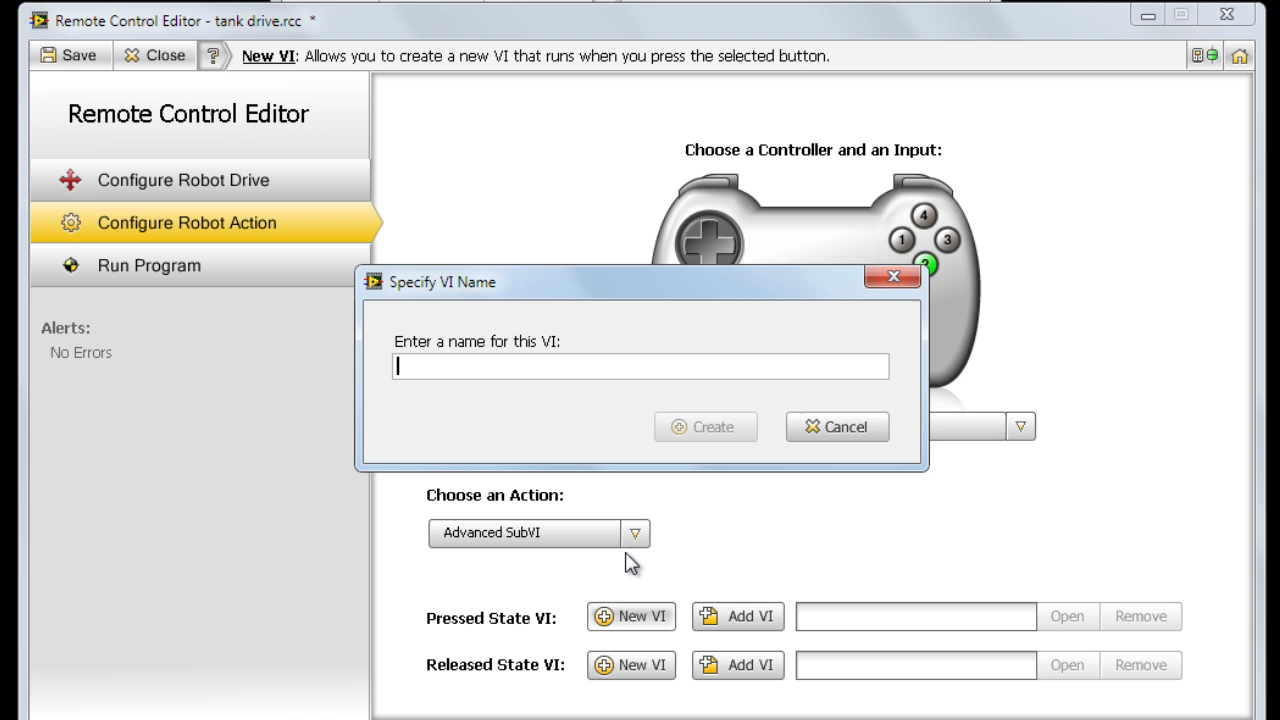 Remote Control Editor - tank drive.rcc *
Save Close ? New VI: Allows you to create a new VI that runs when you press the selected button.
Remote Control Editor
Configure Robot Drive
Configure Robot Action
Run Program
Alerts:
No Errors
Choose a Controller and an Input:
4
1 3
2
Specify VI Name
Enter a name for this VI:
Create Cancel
Choose an Action:
Advanced SubVI
Pressed State VI: New VI Add VI Open Remove
Released State VI: New VI Add VI Open Remove